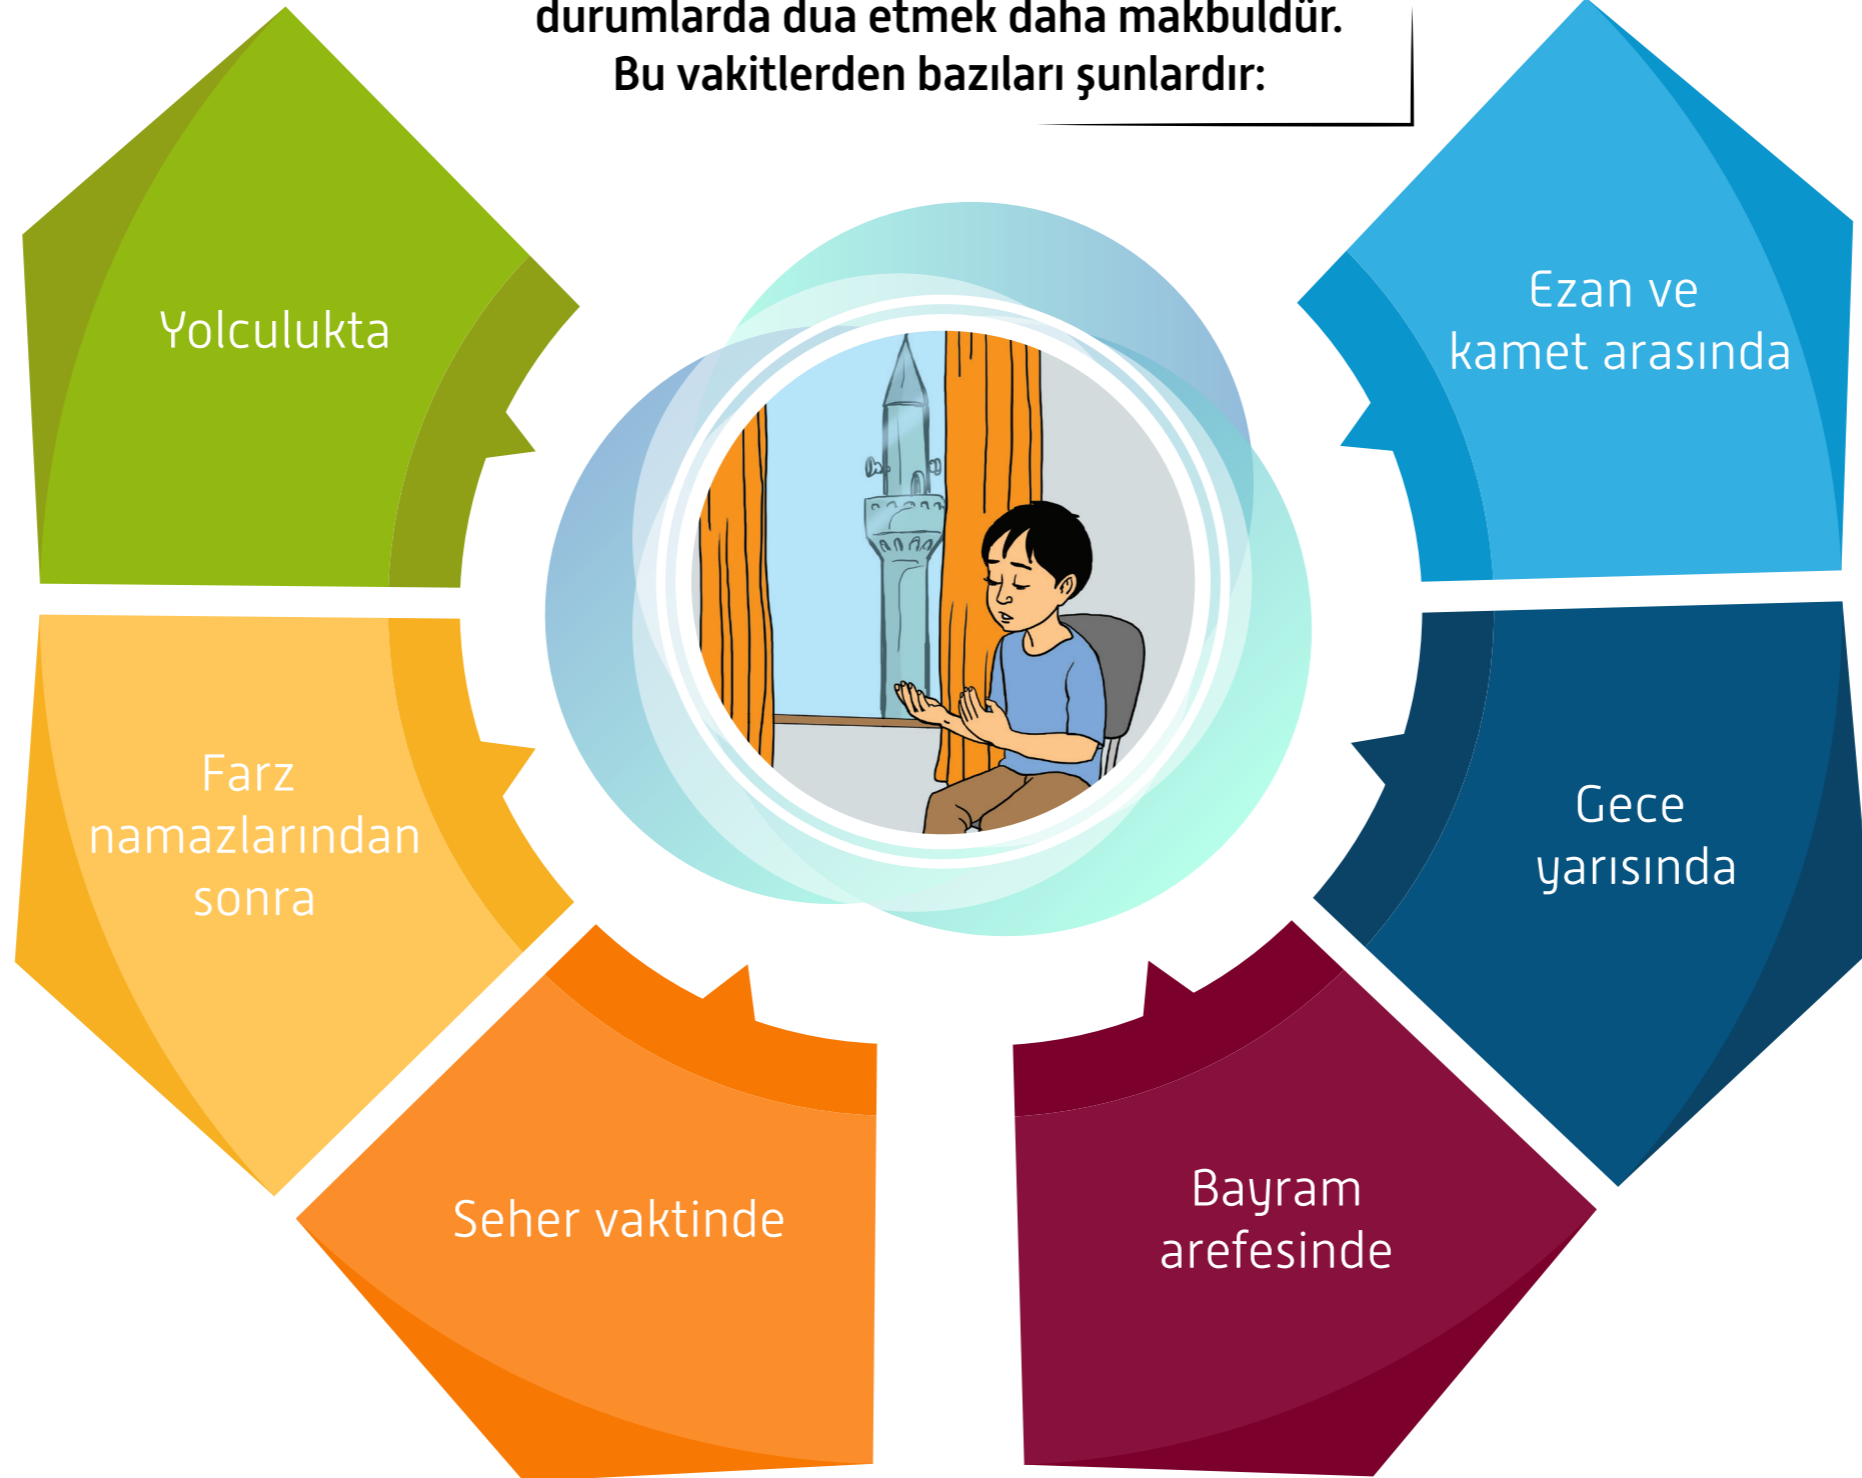 durumlarda dua etmek daha makbuldür.
Bu vakitlerden bazıları şunlardır:
Yolculukta
Ezan ve
kamet arasında
Farz
namazlarından
sonra
Gece
yarısında
Seher vaktinde
Bayram
arefesinde